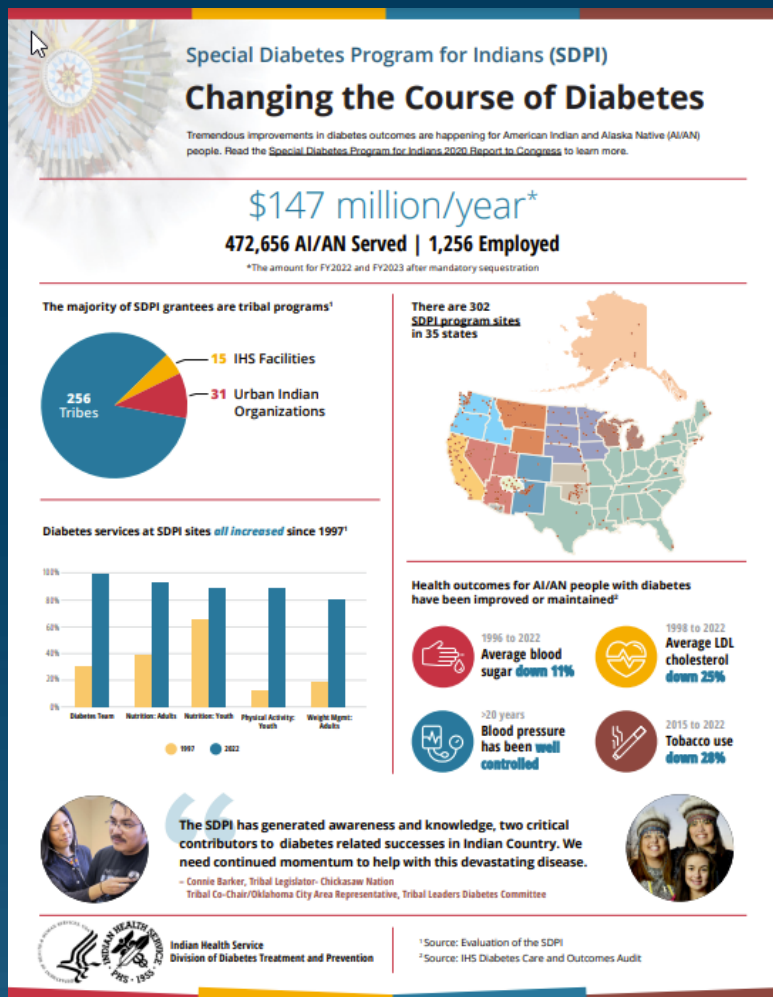 Special Diabetes Program for Indians (SDPI)
Changing the Course of Diabetes
Tremendous improvements in diabetes outcomes are happening for American Indian and Alaska Native (AI/AN)
people. Read the Special Diabetes Program for Indians 2020 Report to Congress to learn more.
$147 million/year*
472,656 AI/AN Served | 1,256 Employed
*The amount for FY2022 and FY2023 after mandatory sequestration
The majority of SDPI grantees are tribal programs¹
256
Tribes
15 IHS Facilities
31 Urban Indian
Organizations
There are 302
SDPI program sites
in 35 states
Diabetes services at SDPI sites all increased since 1997¹
100%
80%
60%
40%
20%
0%
Diabetes Team
Nutrition: Adults
Nutrition: Youth
Physical Activity:
Youth
Weight Mgmt:
Adults
1997
2022
Health outcomes for AI/AN people with diabetes
have been improved or maintained²
1996 to 2022
Average blood
sugar down 11%
1998 to 2022
Average LDL
cholesterol
down 25%
>20 years
Blood pressure
has been well
controlled
2015 to 2022
Tobacco use
down 28%
“
The SDPI has generated awareness and knowledge, two critical
contributors to diabetes related successes in Indian Country. We
need continued momentum to help with this devastating disease.
– Connie Barker, Tribal Legislator- Chickasaw Nation
Tribal Co-Chair/Oklahoma City Area Representative, Tribal Leaders Diabetes Committee
INDIAN HEALTH SERVICE
PHS · 1955
Indian Health Service
Division of Diabetes Treatment and Prevention
¹ Source: Evaluation of the SDPI
² Source: IHS Diabetes Care and Outcomes Audit